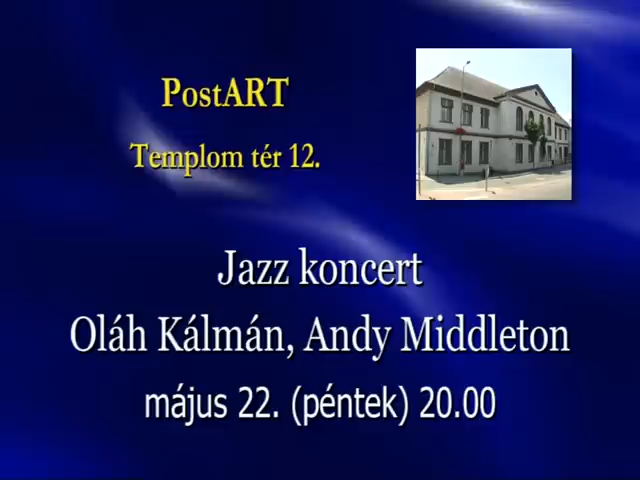 PostART
Templom tér 12.
Jazz koncert
Oláh Kálmán, Andy Middleton
május 22. (péntek) 20.00